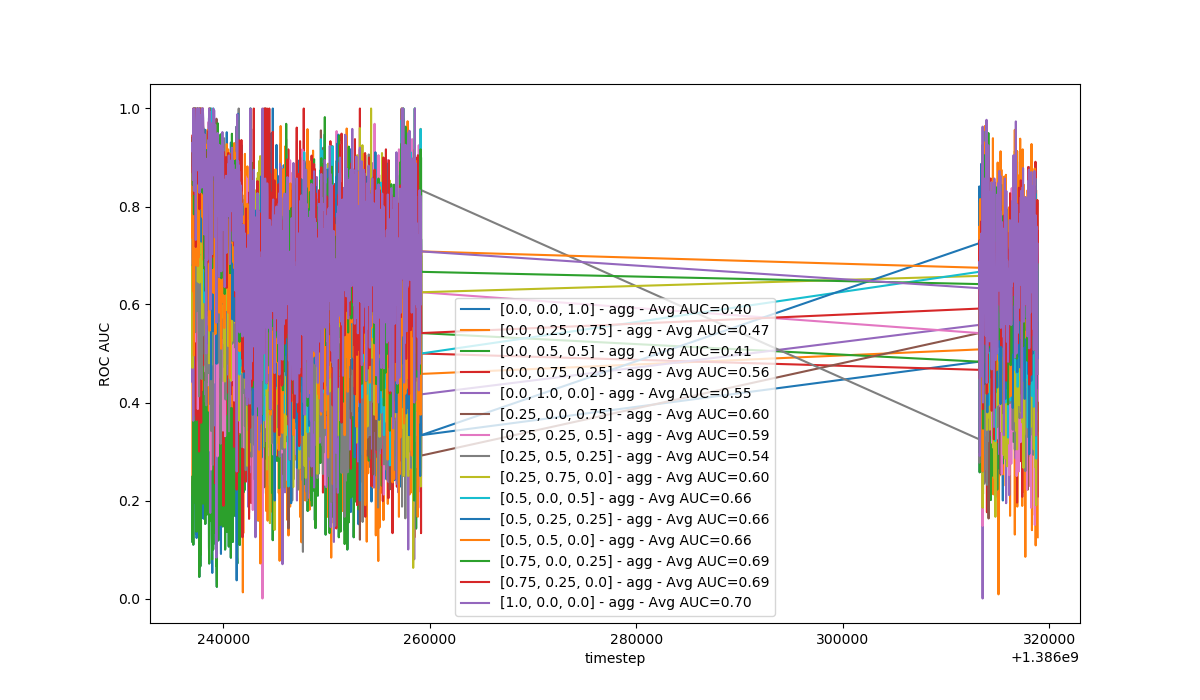 1.0
0.8
0.6
0.4
0.2
0.0
ROC AUC
[0.0, 0.0, 1.0] - agg - Avg AUC=0.40
[0.0, 0.25, 0.75] - agg - Avg AUC=0.47
[0.0, 0.5, 0.5] - agg - Avg AUC=0.41
[0.0, 0.75, 0.25] - agg - Avg AUC=0.56
[0.0, 1.0, 0.0] - agg - Avg AUC=0.55
[0.25, 0.0, 0.75] - agg - Avg AUC=0.60
[0.25, 0.25, 0.5] - agg - Avg AUC=0.59
[0.25, 0.5, 0.25] - agg - Avg AUC=0.54
[0.25, 0.75, 0.0] - agg - Avg AUC=0.60
[0.5, 0.0, 0.5] - agg - Avg AUC=0.66
[0.5, 0.25, 0.25] - agg - Avg AUC=0.66
[0.5, 0.5, 0.0] - agg - Avg AUC=0.66
[0.75, 0.0, 0.25] - agg - Avg AUC=0.69
[0.75, 0.25, 0.0] - agg - Avg AUC=0.69
[1.0, 0.0, 0.0] - agg - Avg AUC=0.70
240000 260000 280000 300000 320000
timestep
+1.386e9